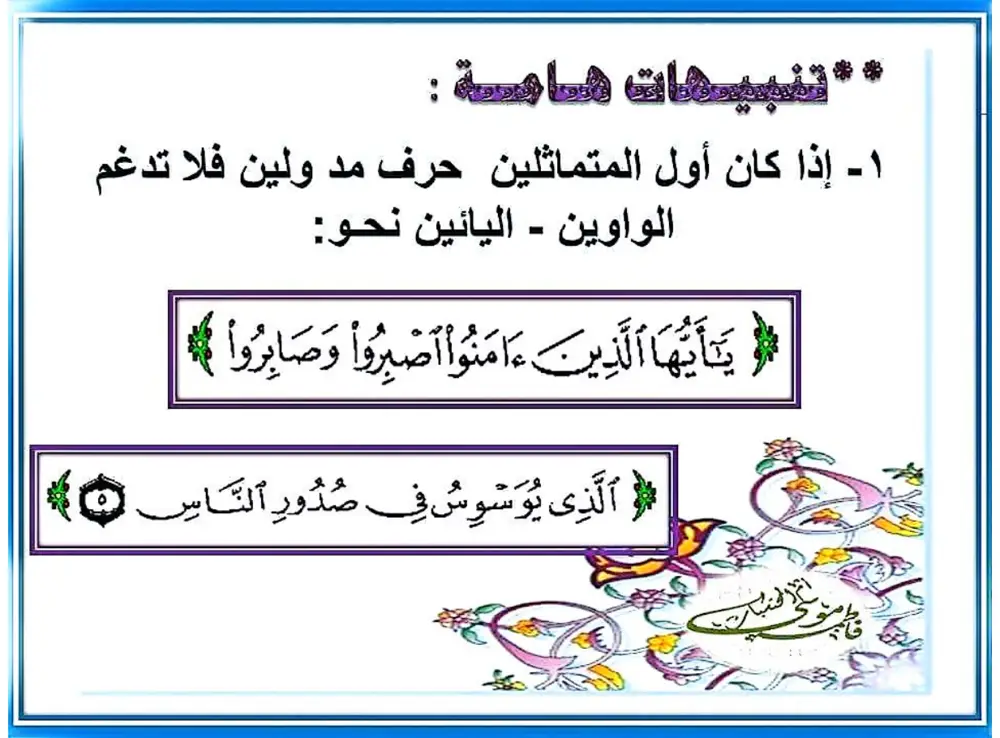 **تنبيهات هامة :
١- إذا كان أول المتماثلين حرف مد ولين فلا تدغم
الواوين - اليائين نحو:
﴿ يَٰٓأَيُّهَا ٱلَّذِينَ ءَامَنُوا۟ ٱصْبِرُوا۟ وَصَابِرُوا۟ ﴾
﴿ ٱلَّذِى يُوَسْوِسُ فِى صُدُورِ ٱلنَّاسِ ٥ ﴾